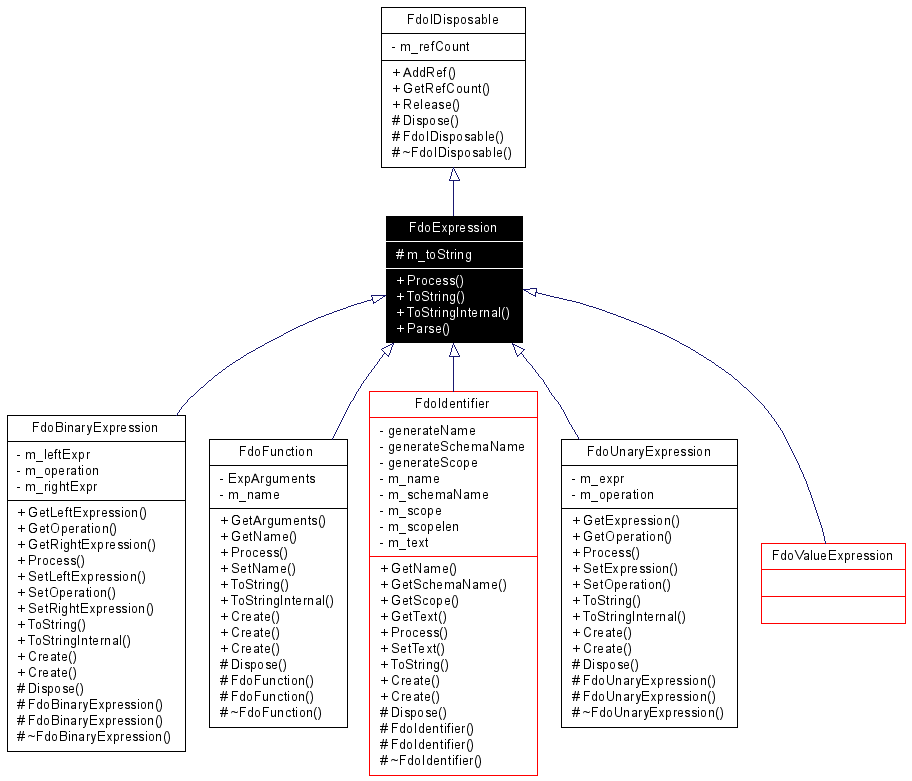 FdoIDisposable
- m_refCount
+ AddRef()
+ GetRefCount()
+ Release()
# Dispose()
# FdoIDisposable()
# ~FdoIDisposable()
FdoExpression
# m_toString
+ Process()
+ ToString()
+ ToStringInternal()
+ Parse()
FdoBinaryExpression
- m_leftExpr
- m_operation
- m_rightExpr
+ GetLeftExpression()
+ GetOperation()
+ GetRightExpression()
+ Process()
+ SetLeftExpression()
+ SetOperation()
+ SetRightExpression()
+ ToString()
+ ToStringInternal()
+ Create()
+ Create()
# Dispose()
# FdoBinaryExpression()
# FdoBinaryExpression()
# ~FdoBinaryExpression()
FdoFunction
- ExpArguments
- m_name
+ GetArguments()
+ GetName()
+ Process()
+ SetName()
+ ToString()
+ ToStringInternal()
+ Create()
+ Create()
+ Create()
# Dispose()
# FdoFunction()
# FdoFunction()
# ~FdoFunction()
FdoIdentifier
- generateName
- generateSchemaName
- generateScope
- m_name
- m_schemaName
- m_scope
- m_scopelen
- m_text
+ GetName()
+ GetSchemaName()
+ GetScope()
+ GetText()
+ Process()
+ SetText()
+ ToString()
+ Create()
+ Create()
# Dispose()
# FdoIdentifier()
# FdoIdentifier()
# ~FdoIdentifier()
FdoUnaryExpression
- m_expr
- m_operation
+ GetExpression()
+ GetOperation()
+ Process()
+ SetExpression()
+ SetOperation()
+ ToString()
+ ToStringInternal()
+ Create()
+ Create()
# Dispose()
# FdoUnaryExpression()
# FdoUnaryExpression()
# ~FdoUnaryExpression()
FdoValueExpression